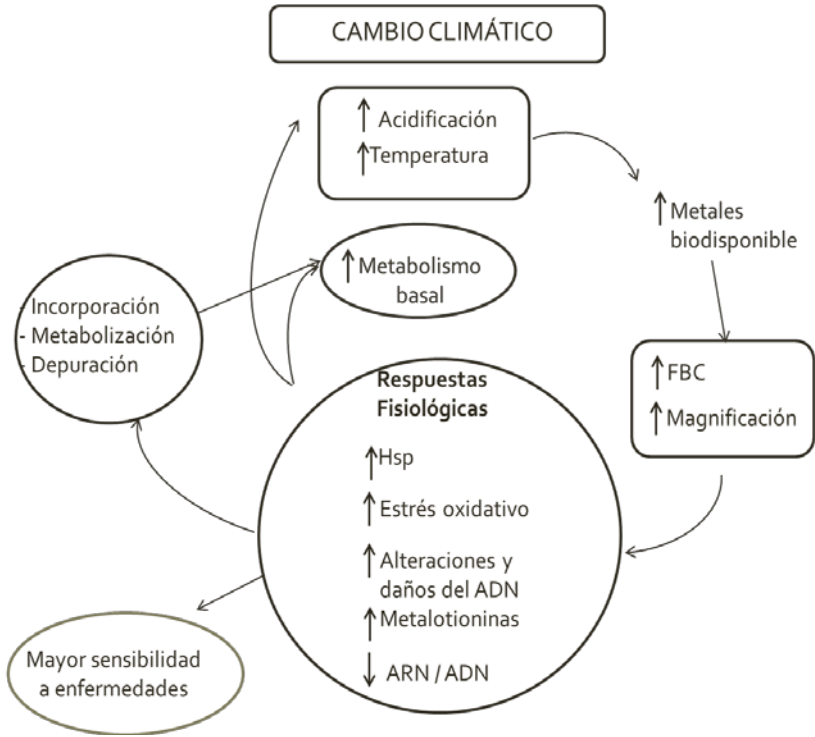 CAMBIO CLIMÁTICO
↑ Acidificación
↑Temperatura
↑ Metales
biodisponible
↑ Metabolismo
basal
- Incorporación
- Metabolización
- Depuración
↑ FBC
↑ Magnificación
Respuestas
Fisiológicas
↑Hsp
↑ Estrés oxidativo
↑ Alteraciones y
daños del ADN
↑ Metalotioninas
↓ ARN / ADN
Mayor sensibilidad
a enfermedades